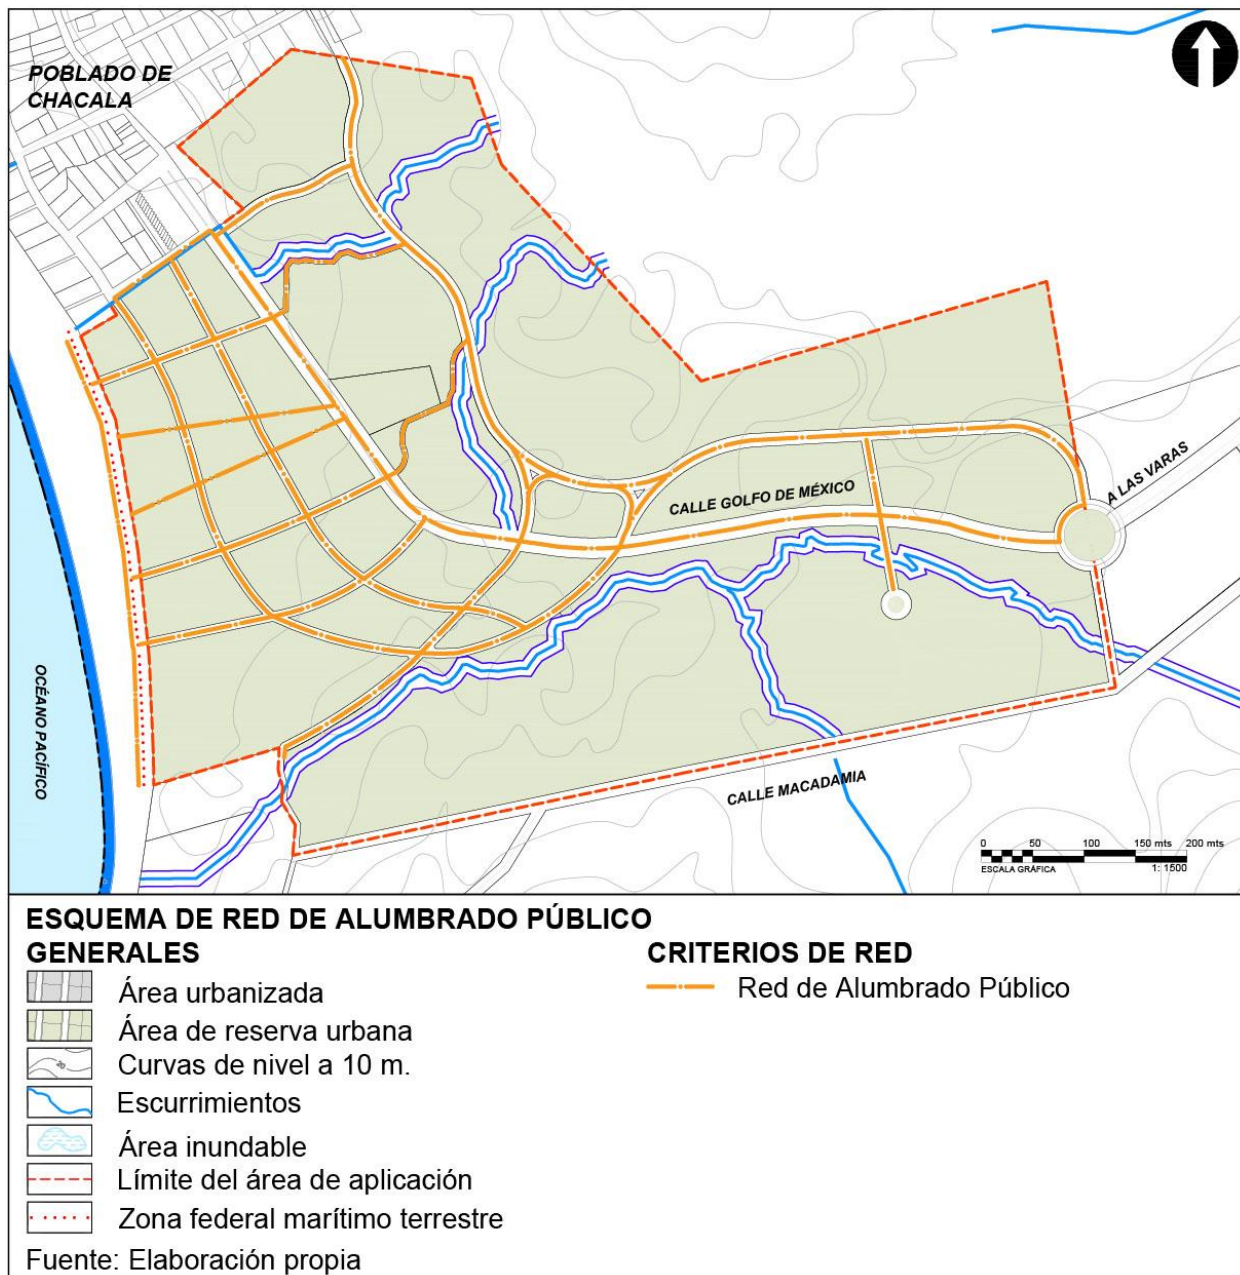 POBLADO DE
CHACALA
A LAS VARAS
CALLE GOLFO DE MÉXICO
OCÉANO PACÍFICO
CALLE MACADAMIA
0 50 100 150 mts 200 mts
ESCALA GRÁFICA 1: 1500
ESQUEMA DE RED DE ALUMBRADO PÚBLICO
GENERALES
Área urbanizada
Área de reserva urbana
20
Curvas de nivel a 10 m.
Escurrimientos
Área inundable
Límite del área de aplicación
Zona federal marítimo terrestre
Fuente: Elaboración propia
CRITERIOS DE RED
Red de Alumbrado Público